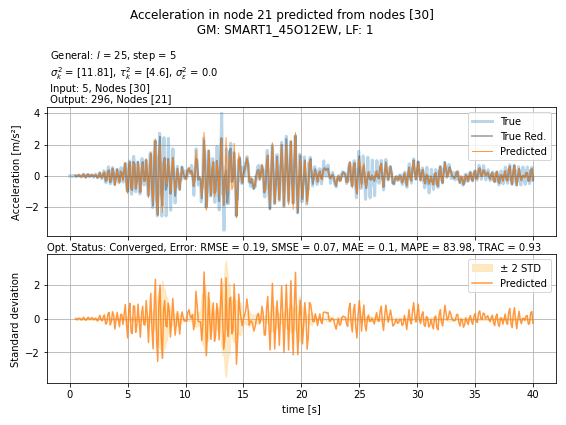 Acceleration in node 21 predicted from nodes [30]
GM: SMART1_45O12EW, LF: 1
General: l = 25, step = 5
σ²ₖ = [11.81], τ²ₖ = [4.6], σ²ε = 0.0
Input: 5, Nodes [30]
Output: 296, Nodes [21]
Acceleration [m/s²]
4
2
0
−2
True
True Red.
Predicted
Opt. Status: Converged, Error: RMSE = 0.19, SMSE = 0.07, MAE = 0.1, MAPE = 83.98, TRAC = 0.93
Standard deviation
2
0
−2
± 2 STD
Predicted
0 5 10 15 20 25 30 35 40
time [s]